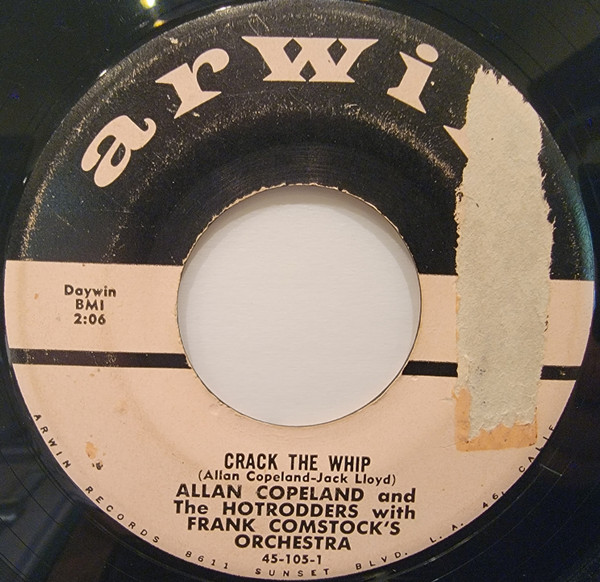 arwi
Daywin
BMI
2:06
CRACK THE WHIP
(Allan Copeland-Jack Lloyd)
ALLAN COPELAND and
The HOTRODDERS with
FRANK COMSTOCK'S
ORCHESTRA
45-105-1
ARWIN RECORDS 8611 SUNSET BLVD. L. A. 46, CALIF.